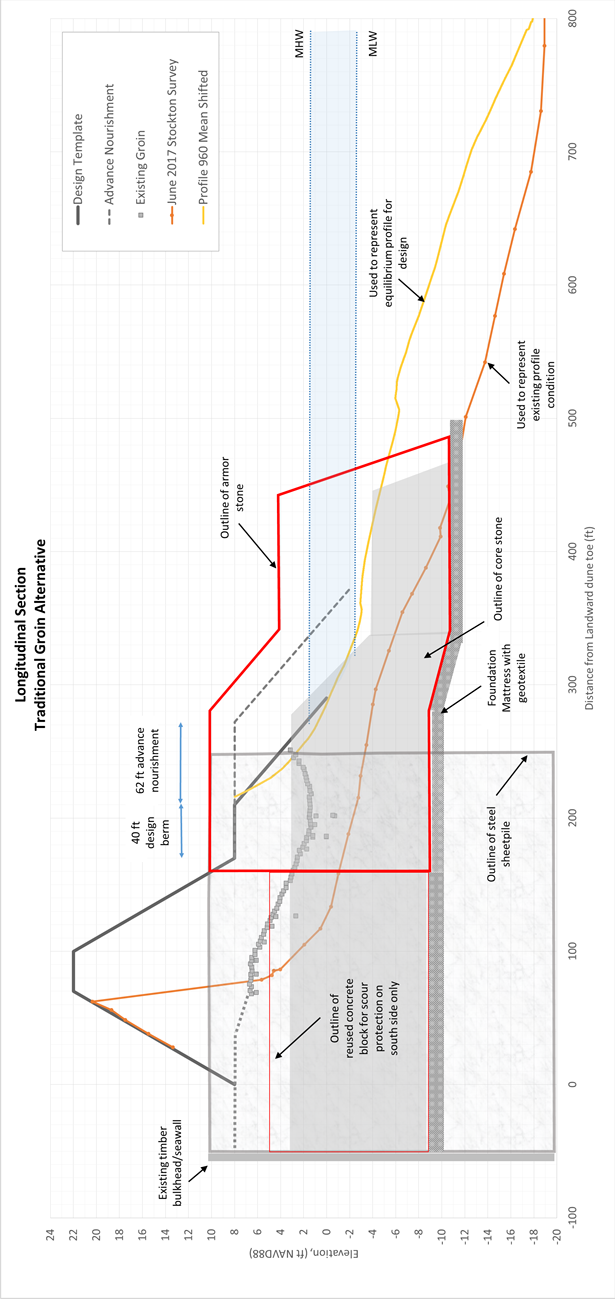 Longitudinal Section
Traditional Groin Alternative
Design Template
Advance Nourishment
Existing Groin
June 2017 Stockton Survey
Profile 960 Mean Shifted
MHW
MLW
62 ft advance
nourishment
40 ft
design
berm
Outline of armor
stone
Used to represent
equilibrium profile for
design
Used to represent
existing profile
condition
Outline of core stone
Foundation
Mattress with
geotextile
Outline of steel
sheetpile
Outline of
reused concrete
block for scour
protection on
south side only
Existing timber
bulkhead/seawall
Elevation, (ft NAVD88)
24
22
20
18
16
14
12
10
8
6
4
2
0
-2
-4
-6
-8
-10
-12
-14
-16
-18
-20
-100
0
100
200
300
400
500
600
700
800
Distance from Landward dune toe (ft)